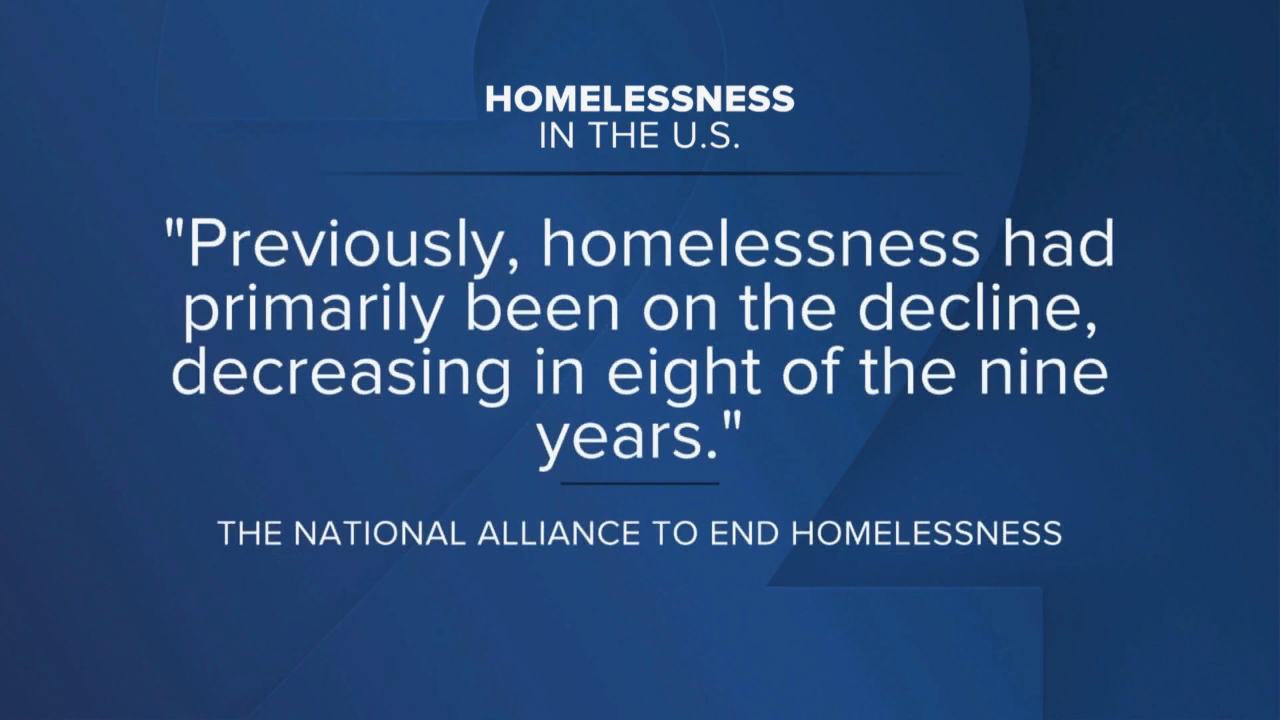 HOMELESSNESS
IN THE U.S.
"Previously, homelessness had
primarily been on the decline,
decreasing in eight of the nine
years."
THE NATIONAL ALLIANCE TO END HOMELESSNESS